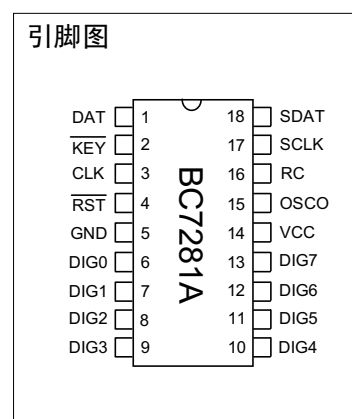 引脚图
DAT 1 18 SDAT
KEY 2 17 SCLK
CLK 3 16 RC
RST 4 15 OSCO
GND 5 14 VCC
DIG0 6 13 DIG7
DIG1 7 12 DIG6
DIG2 8 11 DIG5
DIG3 9 10 DIG4
BC7281A